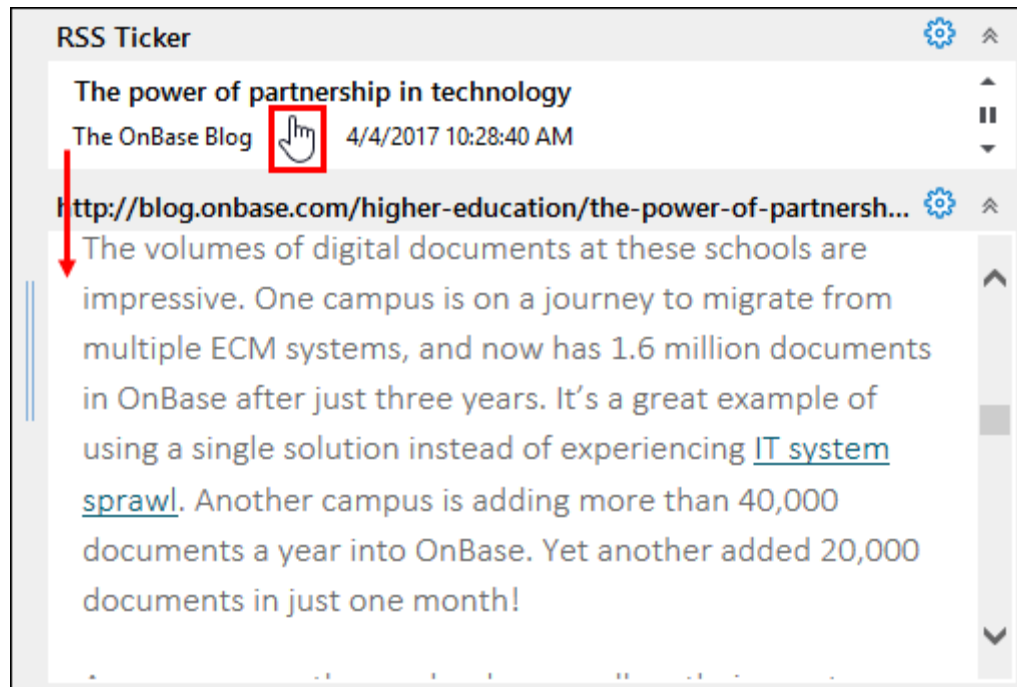 RSS Ticker
The power of partnership in technology
The OnBase Blog 4/4/2017 10:28:40 AM
http://blog.onbase.com/higher-education/the-power-of-partnersh...
The volumes of digital documents at these schools are
impressive. One campus is on a journey to migrate from
multiple ECM systems, and now has 1.6 million documents
in OnBase after just three years. It’s a great example of
using a single solution instead of experiencing IT system
sprawl. Another campus is adding more than 40,000
documents a year into OnBase. Yet another added 20,000
documents in just one month!